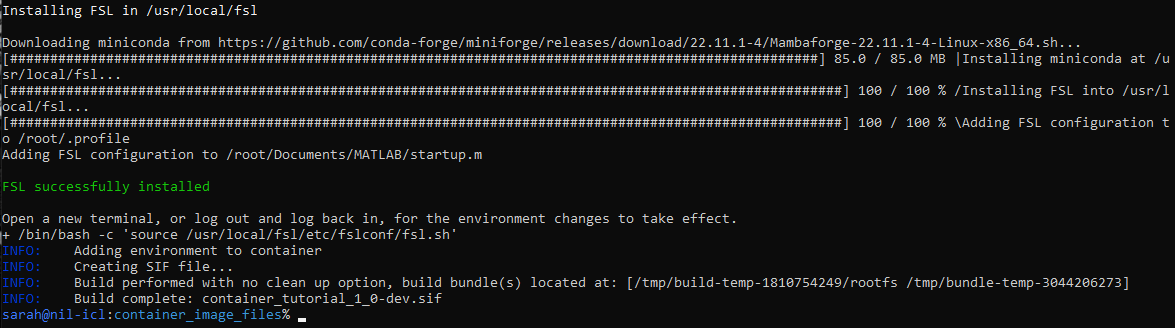 Installing FSL in /usr/local/fsl
Downloading miniconda from https://github.com/conda-forge/miniforge/releases/download/22.11.1-4/Mambaforge-22.11.1-4-Linux-x86_64.sh...
[#####################################################################################################] 85.0 / 85.0 MB |Installing miniconda at /u
sr/local/fsl...
[########################################################################################################] 100 / 100 % /Installing FSL into /usr/l
ocal/fsl...
[########################################################################################################] 100 / 100 % \Adding FSL configuration t
o /root/.profile
Adding FSL configuration to /root/Documents/MATLAB/startup.m
FSL successfully installed
Open a new terminal, or log out and log back in, for the environment changes to take effect.
+ /bin/bash -c 'source /usr/local/fsl/etc/fslconf/fsl.sh'
INFO:    Adding environment to container
INFO:    Creating SIF file...
INFO:    Build performed with no clean up option, build bundle(s) located at: [/tmp/build-temp-1810754249/rootfs /tmp/bundle-temp-3044206273]
INFO:    Build complete: container_tutorial_1_0-dev.sif
sarah@nil-icl:container_image_files%